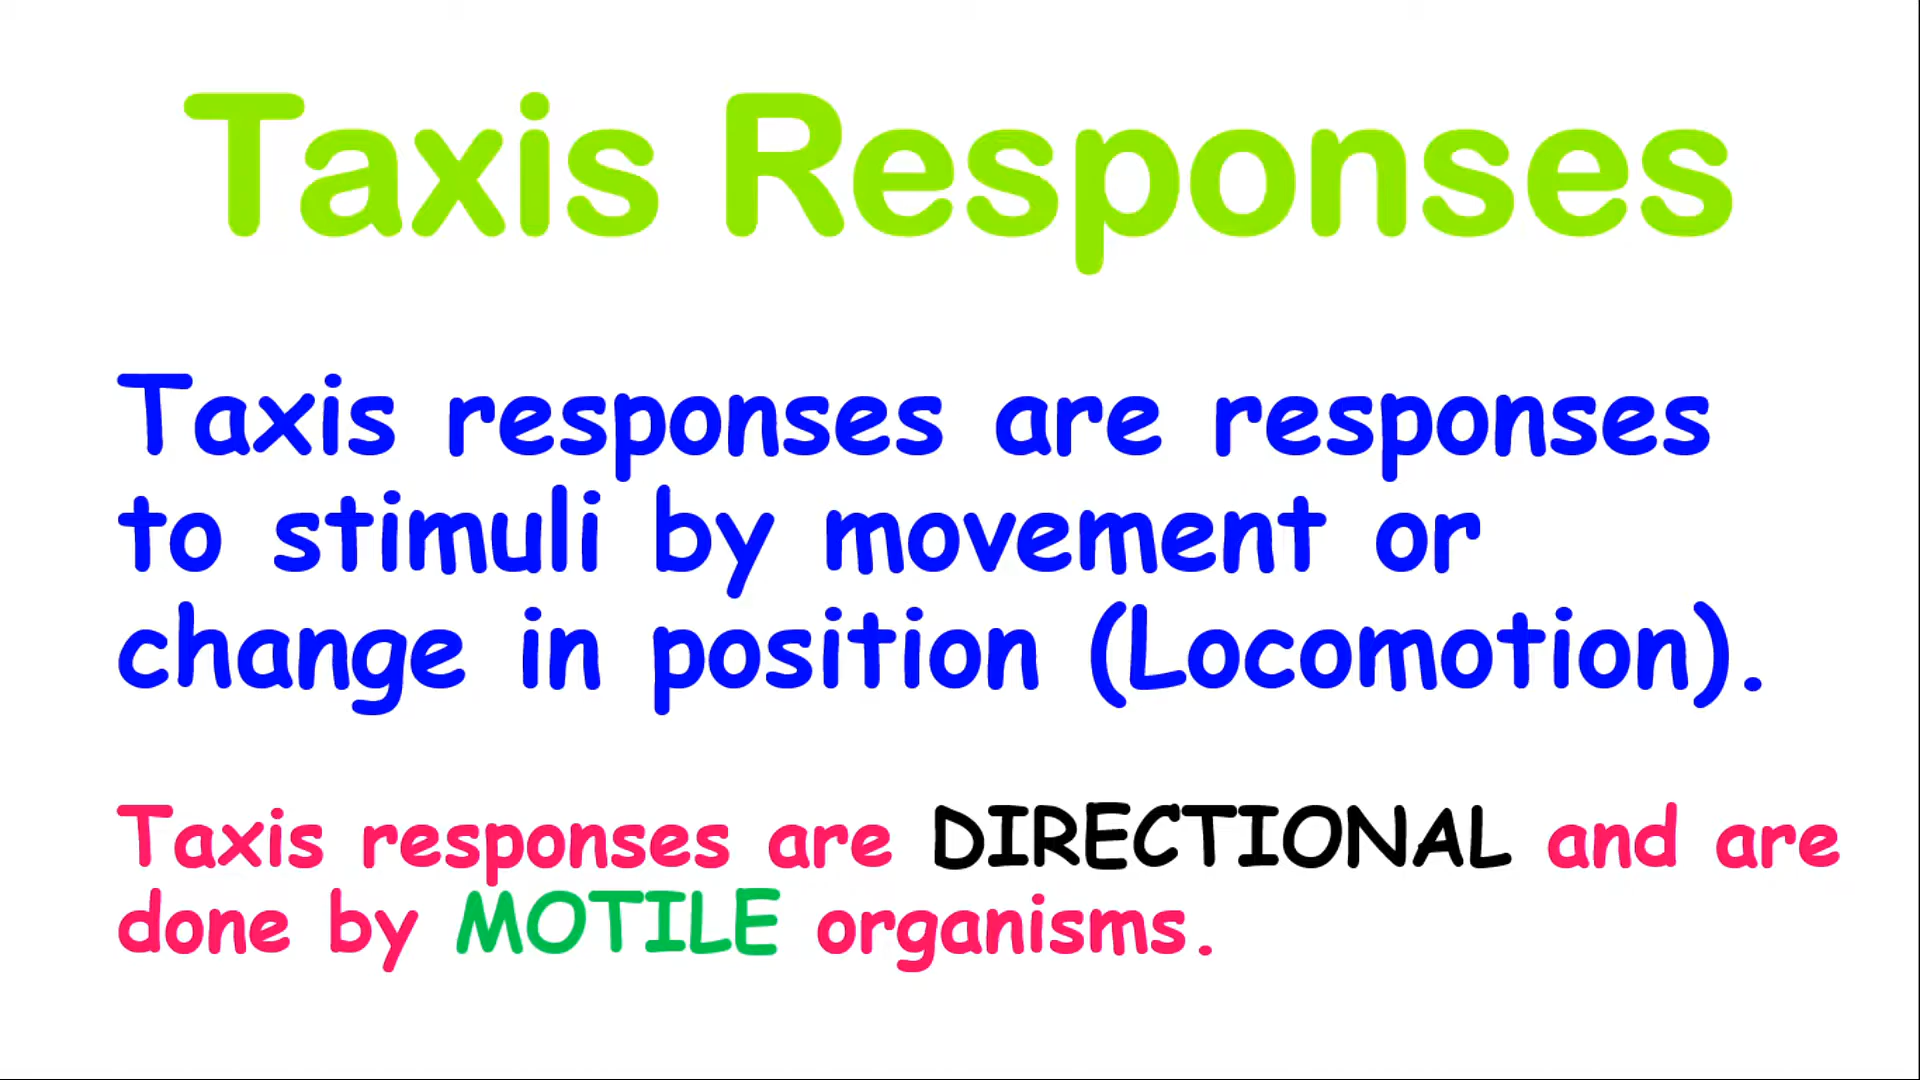 Taxis Responses
Taxis responses are responses
to stimuli by movement or
change in position (Locomotion).
Taxis responses are DIRECTIONAL and are
done by MOTILE organisms.